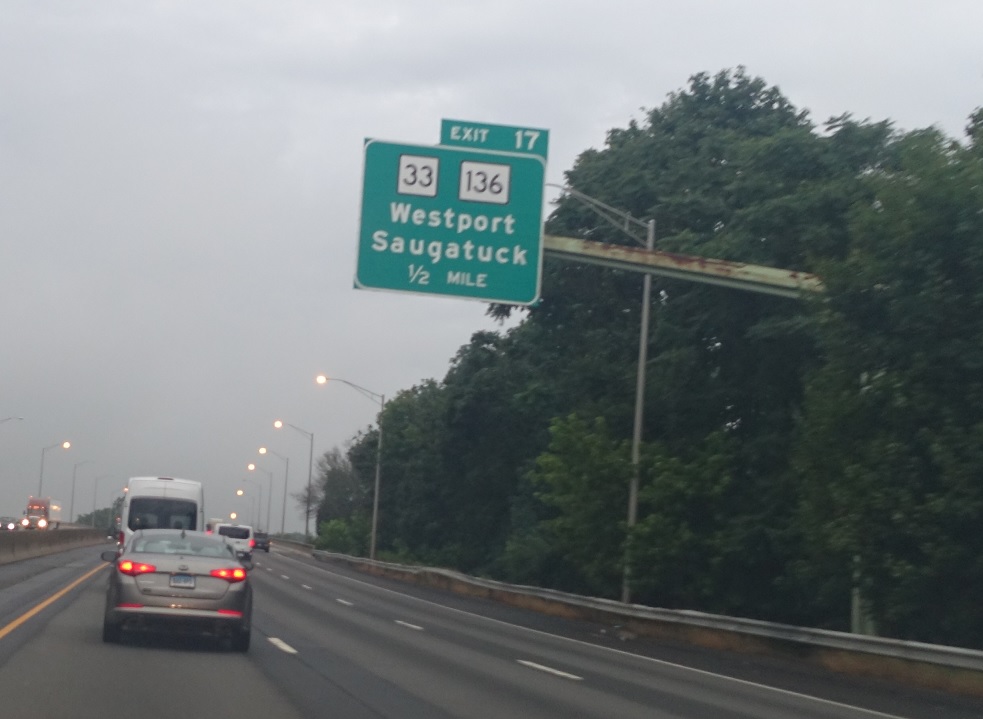 EXIT 17
33 136
Westport
Saugatuck
½ MILE